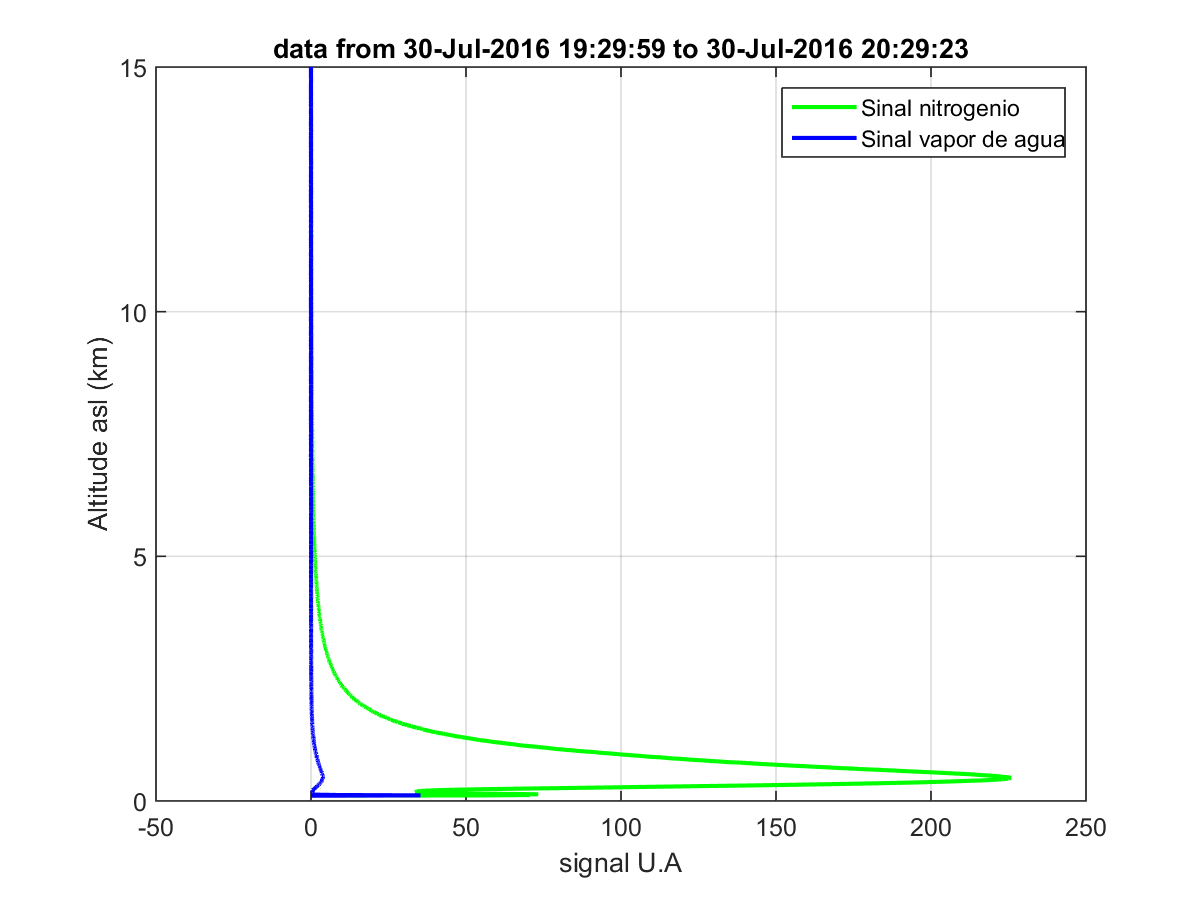 data from 30-Jul-2016 19:29:59 to 30-Jul-2016 20:29:23
Sinal nitrogenio
Sinal vapor de agua
15
10
5
0
Altitude asl (km)
-50 0 50 100 150 200 250
signal U.A